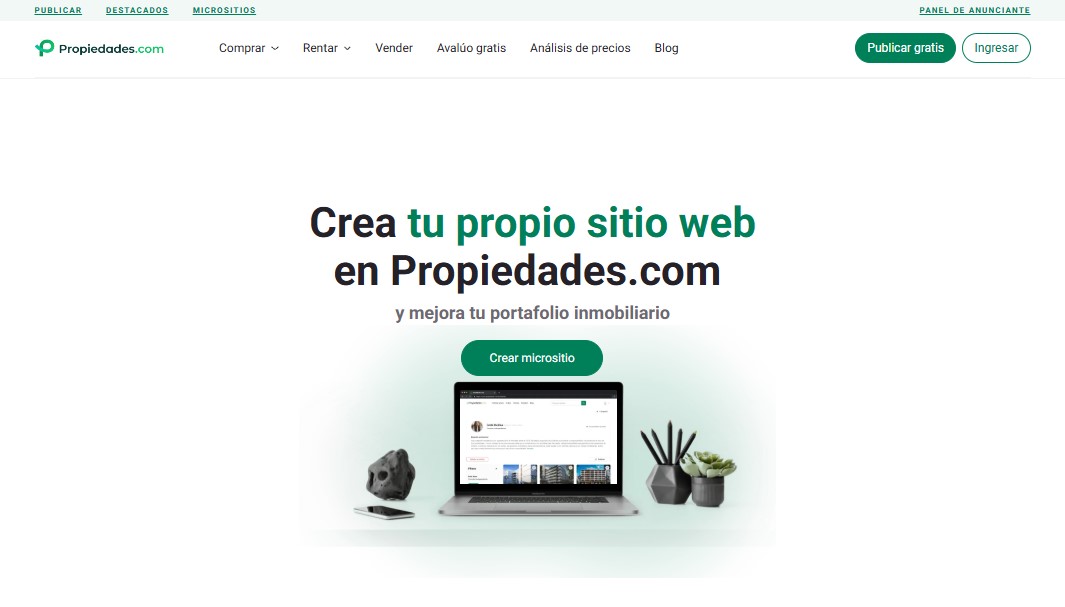 PUBLICAR DESTACADOS MICROSITIOS PANEL DE ANUNCIANTE
Propiedades.com Comprar Rentar Vender Avalúo gratis Análisis de precios Blog Publicar gratis Ingresar
Crea tu propio sitio web
en Propiedades.com
y mejora tu portafolio inmobiliario
Crear micrositio